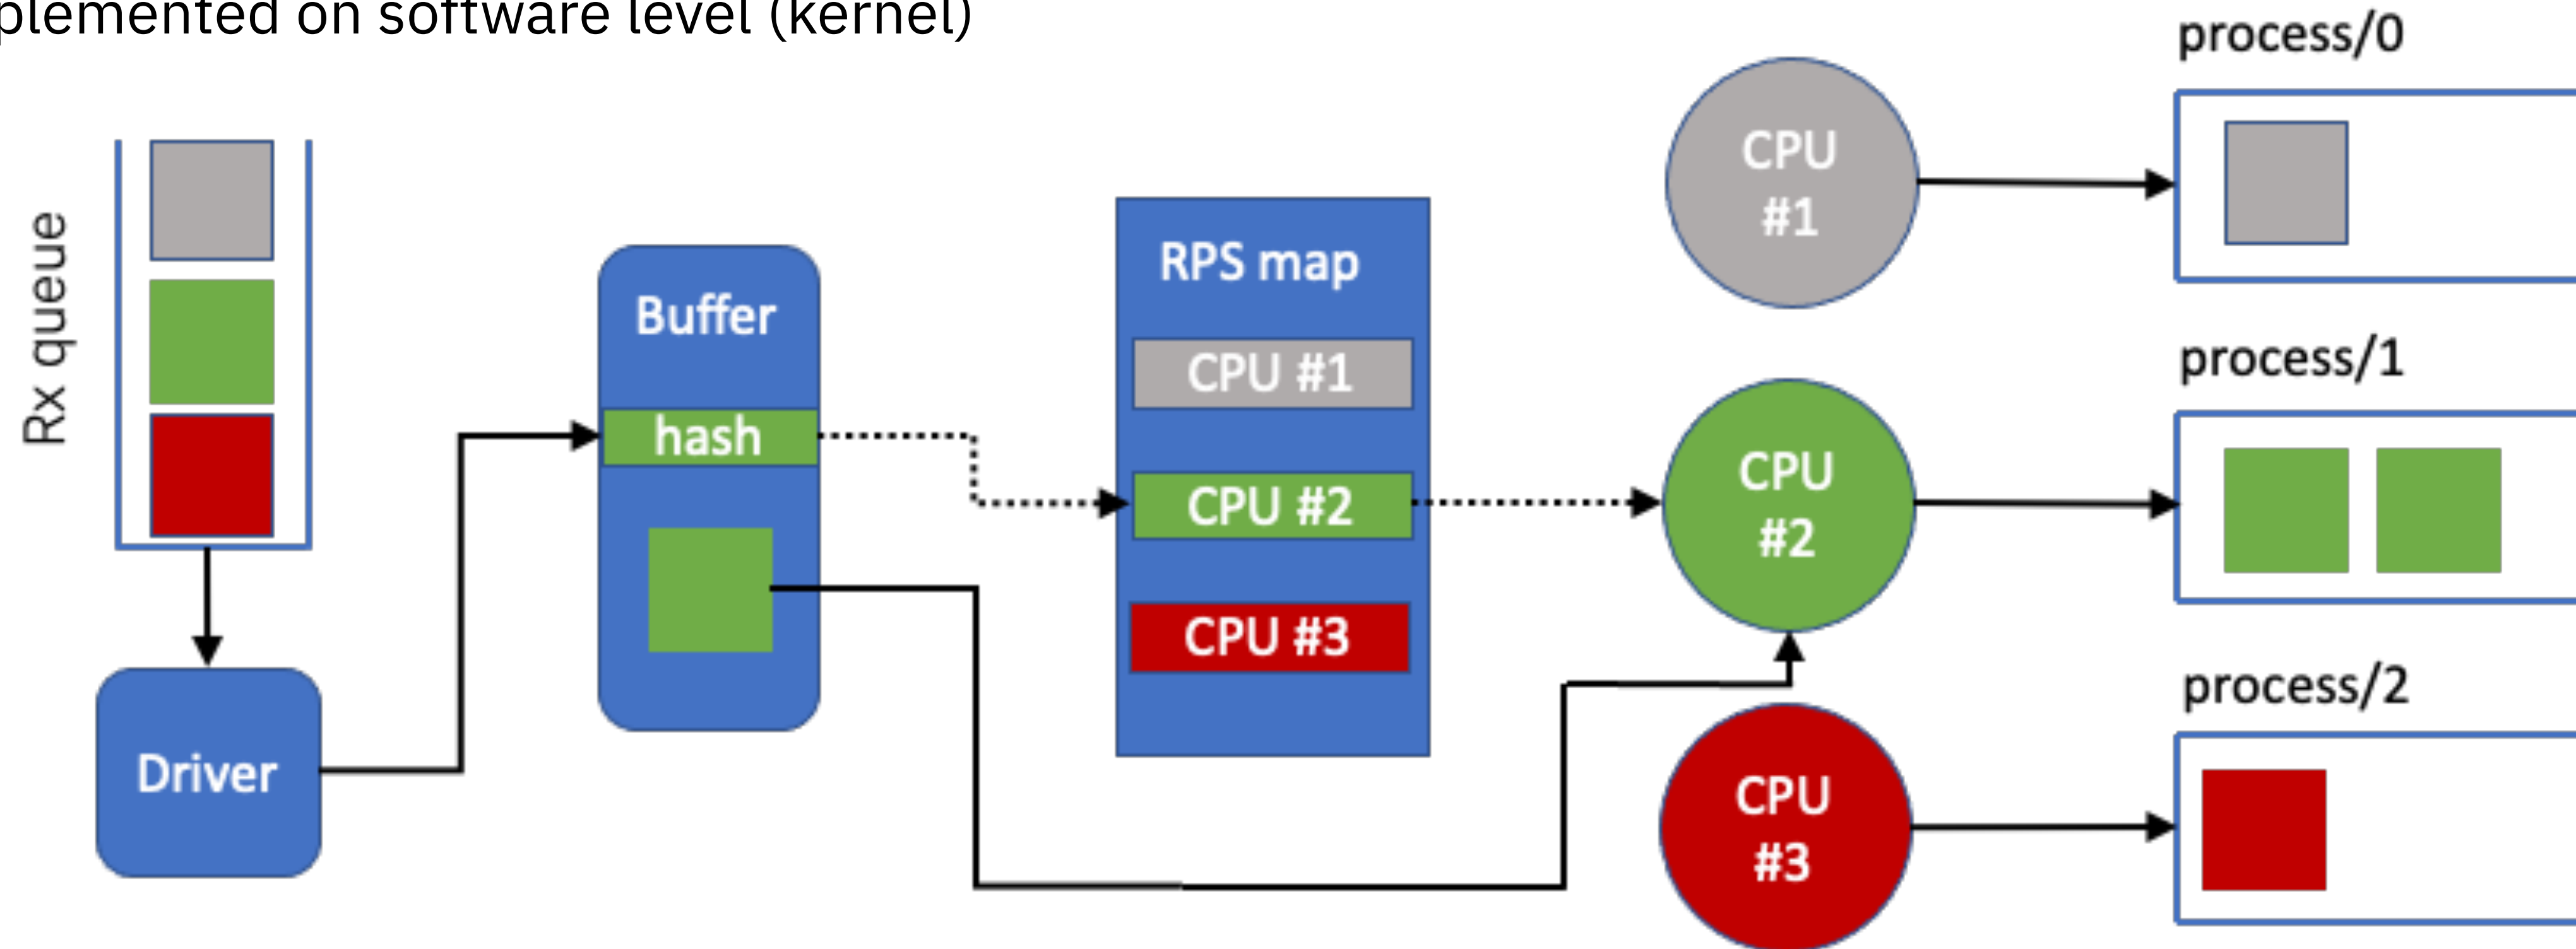 plemented on software level (kernel)
Rx queue
Driver
Buffer
hash
RPS map
CPU #1
CPU #2
CPU #3
CPU
#1
CPU
#2
CPU
#3
process/0
process/1
process/2